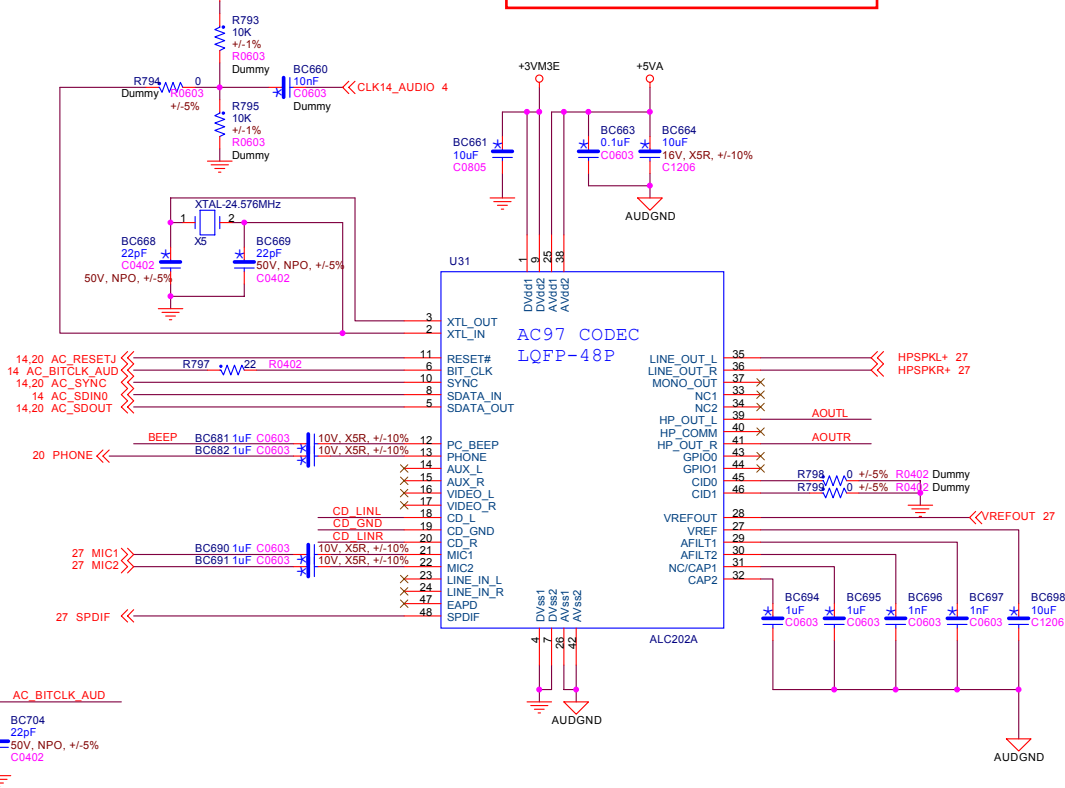 R793
10K
+/-1%
R0603
Dummy
R794 0
Dummy R0603
+/-5%
BC660
10nF
C0603
Dummy
CLK14_AUDIO 4
R795
10K
+/-1%
R0603
Dummy
+3VM3E
+5VA
BC661
10uF
C0805
BC663
0.1uF
C0603
BC664
10uF
16V, X5R, +/-10%
C1206
AUDGND
XTAL-24.576MHz
1 2
X5
BC668
22pF
C0402
50V, NPO, +/-5%
BC669
22pF
50V, NPO, +/-5%
C0402
U31
1 9 25 38
DVdd1 DVdd2 AVdd1 AVdd2
AC97 CODEC
LQFP-48P
3 XTL_OUT
2 XTL_IN
14,20 AC_RESETJ 11 RESET#
14 AC_BITCLK_AUD R797 22 R0402 6 BIT_CLK
14,20 AC_SYNC 10 SYNC
14 AC_SDIN0 8 SDATA_IN
14,20 AC_SDOUT 5 SDATA_OUT
BEEP BC681 1uF C0603 10V, X5R, +/-10% 12 PC_BEEP
20 PHONE BC682 1uF C0603 10V, X5R, +/-10% 13 PHONE
14 AUX_L
15 AUX_R
16 VIDEO_L
17 VIDEO_R
CD_LINL 18 CD_L
CD_GND 19 CD_GND
CD_LINR 20 CD_R
27 MIC1 BC690 1uF C0603 10V, X5R, +/-10% 21 MIC1
27 MIC2 BC691 1uF C0603 10V, X5R, +/-10% 22 MIC2
23 LINE_IN_L
24 LINE_IN_R
47 EAPD
27 SPDIF 48 SPDIF
LINE_OUT_L 35 HPSPKL+ 27
LINE_OUT_R 36 HPSPKR+ 27
MONO_OUT 37
NC1 33
NC2 34
HP_OUT_L 39 AOUTL
HP_COMM 40
HP_OUT_R 41 AOUTR
GPIO0 43
GPIO1 44
CID0 45 R798 0 +/-5% R0402 Dummy
CID1 46 R799 0 +/-5% R0402 Dummy
VREFOUT 28 VREFOUT 27
VREF 27
AFILT1 29
AFILT2 30
NC/CAP1 31
CAP2 32
DVss1 DVss2 AVss1 AVss2
4 7 26 42
ALC202A
AUDGND
BC694
1uF
C0603
BC695
1uF
C0603
BC696
1nF
C0603
BC697
1nF
C0603
BC698
10uF
C1206
AUDGND
AC_BITCLK_AUD
BC704
22pF
50V, NPO, +/-5%
C0402